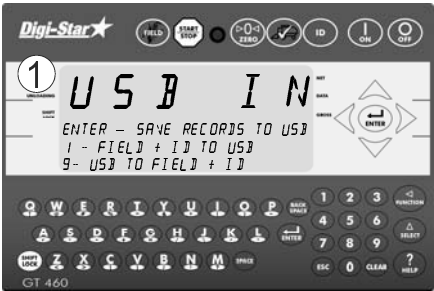 Digi-Star
FIELD
START STOP
>0< ZERO
ID
ON
OFF
1
USB IN
ENTER - SAVE RECORDS TO USB
1 - FIELD + ID TO USB
9- USB TO FIELD + ID
NET
DATA
GROSS
ENTER
Q W E R T Y U I O P BACK SPACE
A S D F G H J K L ENTER
SHIFT LOCK Z X C V B N M SPACE
1 2 3 FUNCTION
4 5 6 SELECT
7 8 9
ESC 0 CLEAR ? HELP
GT 460